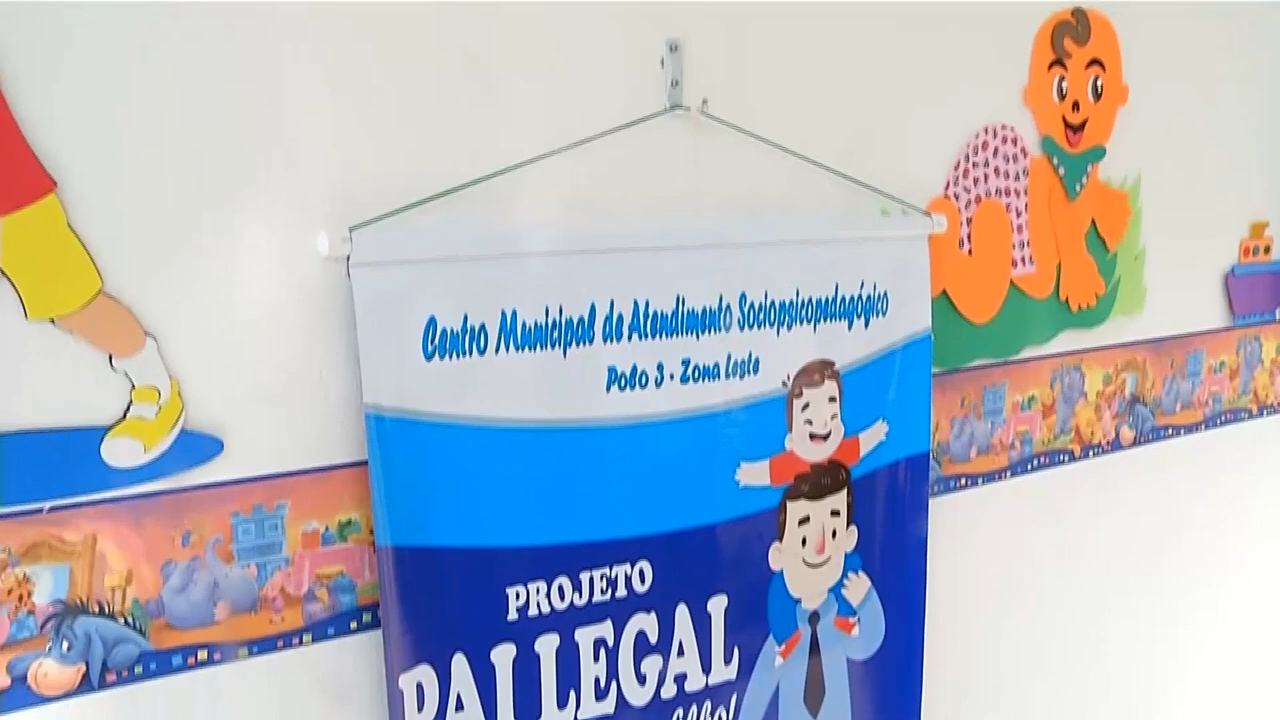 Centro Municipal de Atendimento Sociopsicopedagógico
Polo 3 - Zona Leste
PROJETO
PAI LEGAL